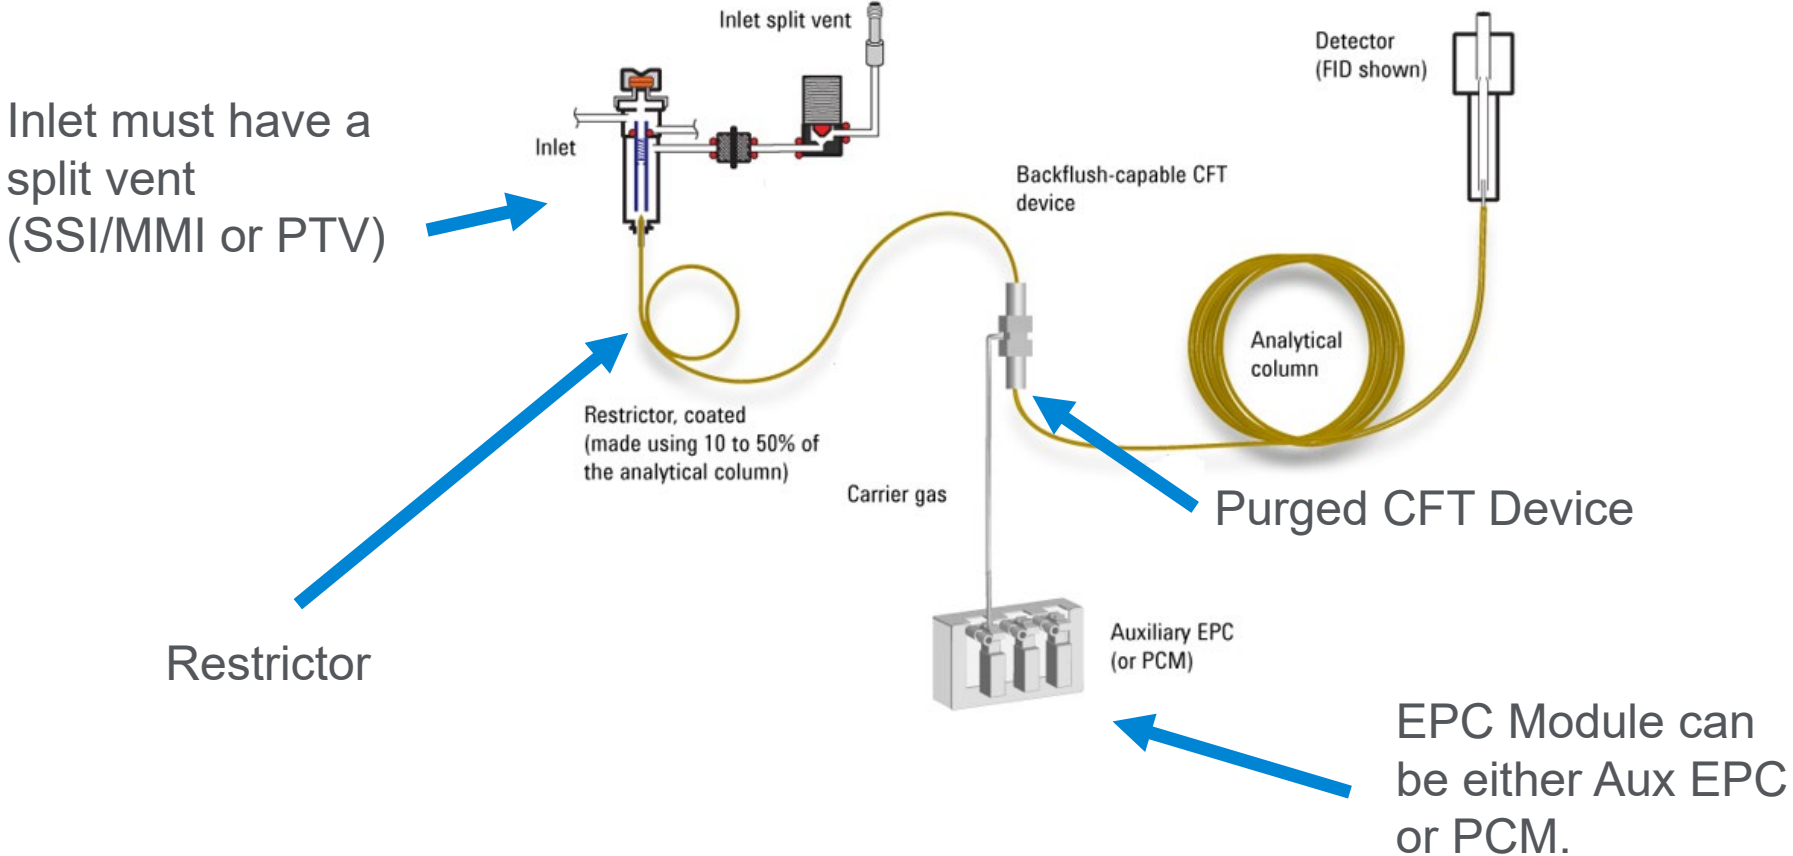 Inlet split vent
Detector
(FID shown)
Inlet must have a
split vent
(SSI/MMI or PTV)
Inlet
Backflush-capable CFT
device
Analytical
column
Restrictor, coated
(made using 10 to 50% of
the analytical column)
Carrier gas
Purged CFT Device
Restrictor
Auxiliary EPC
(or PCM)
EPC Module can
be either Aux EPC
or PCM.